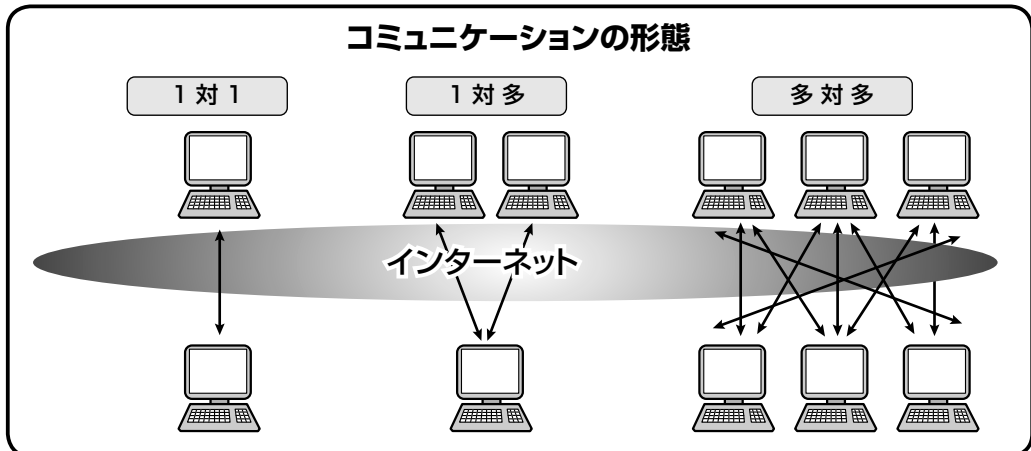 コミュニケーションの形態
1 対 1
1 対 多
多 対 多
インターネット